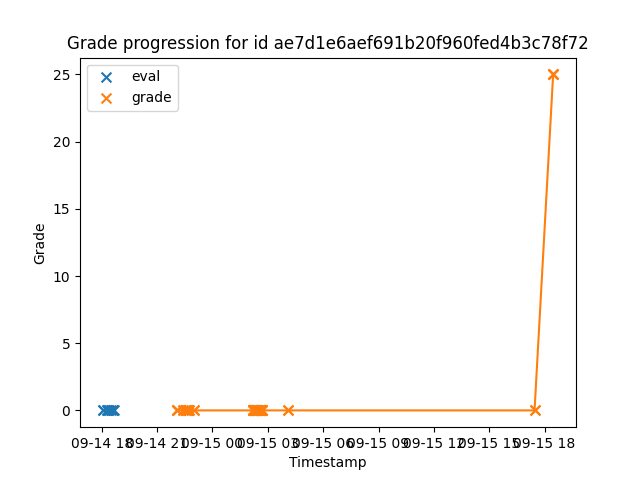 Grade progression for id ae7d1e6aef691b20f960fed4b3c78f72
eval
grade
25
20
15
10
5
0
Grade
09-14 18 09-14 21 09-15 00 09-15 03 09-15 06 09-15 09 09-15 12 09-15 15 09-15 18
Timestamp